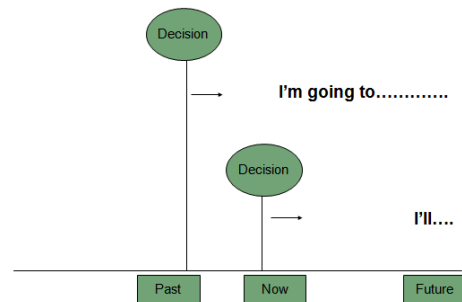 Decision
I'm going to.............
Decision
I'll....
Past
Now
Future